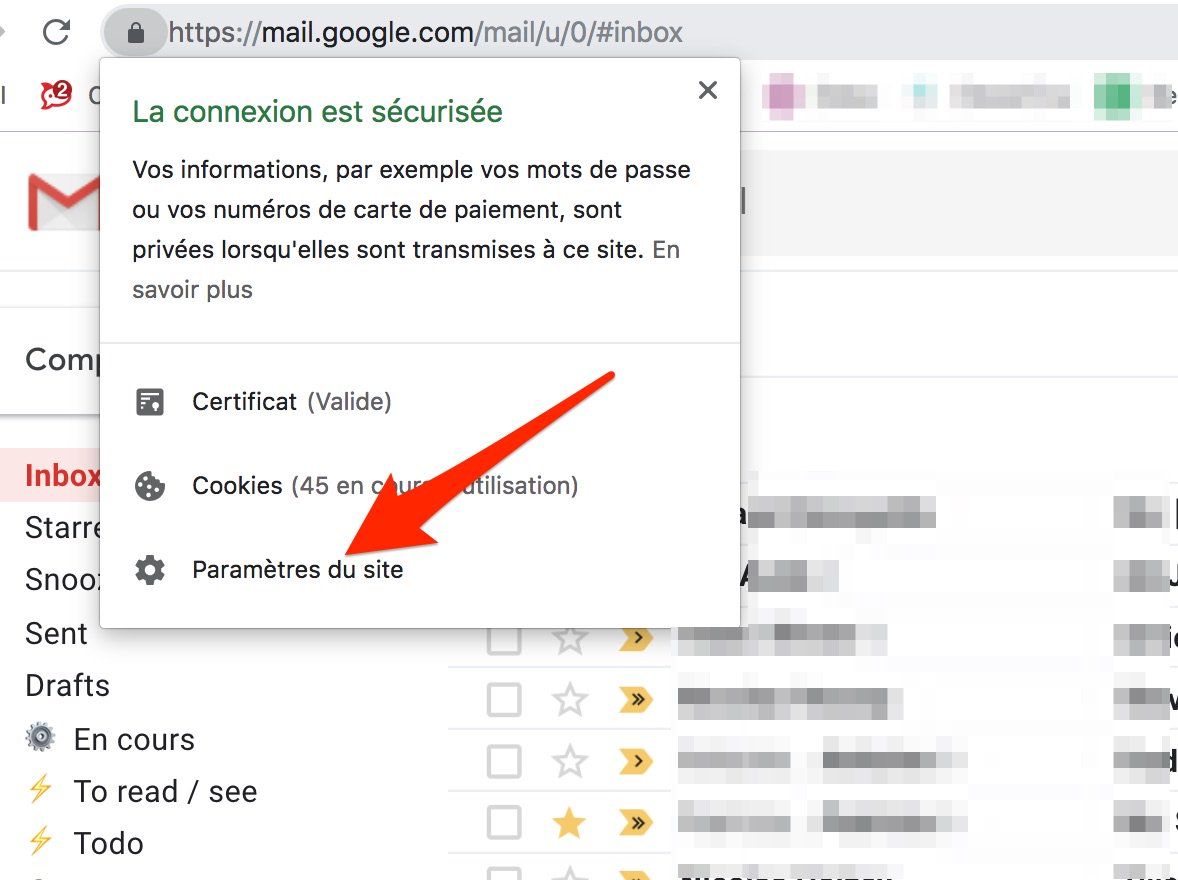 https://mail.google.com/mail/u/0/#inbox
2
La connexion est sécurisée
Vos informations, par exemple vos mots de passe
ou vos numéros de carte de paiement, sont
privées lorsqu'elles sont transmises à ce site. En
savoir plus
Certificat (Valide)
Cookies (45 en cours utilisation)
Paramètres du site
Comp
Inbox
Starre
Snooz
Sent
Drafts
En cours
To read / see
Todo